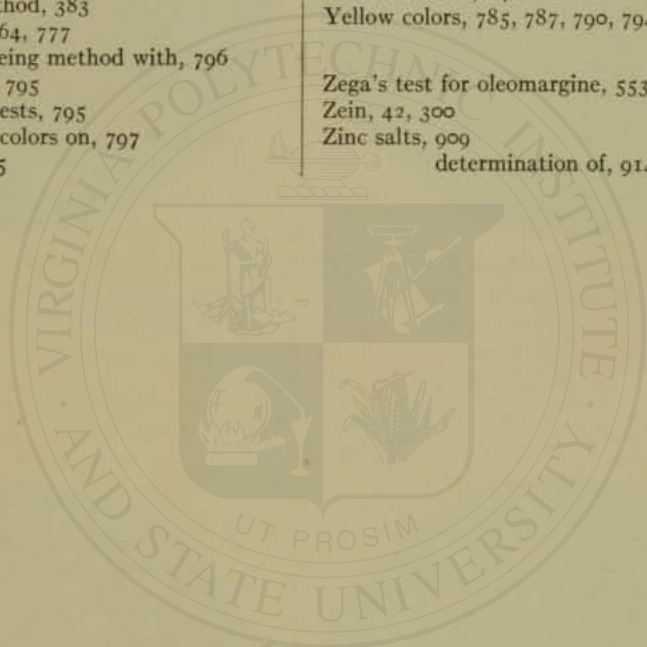 hod, 383
64, 777
eing method with, 796
795
ests, 795
colors on, 797
5
Yellow colors, 785, 787, 790, 79
Zega's test for oleomargine, 553
Zein, 42, 300
Zinc salts, 909
determination of, 91
VIRGINIA POLYTECHNIC INSTITUTE
AND STATE UNIVERSITY
UT PROSIM